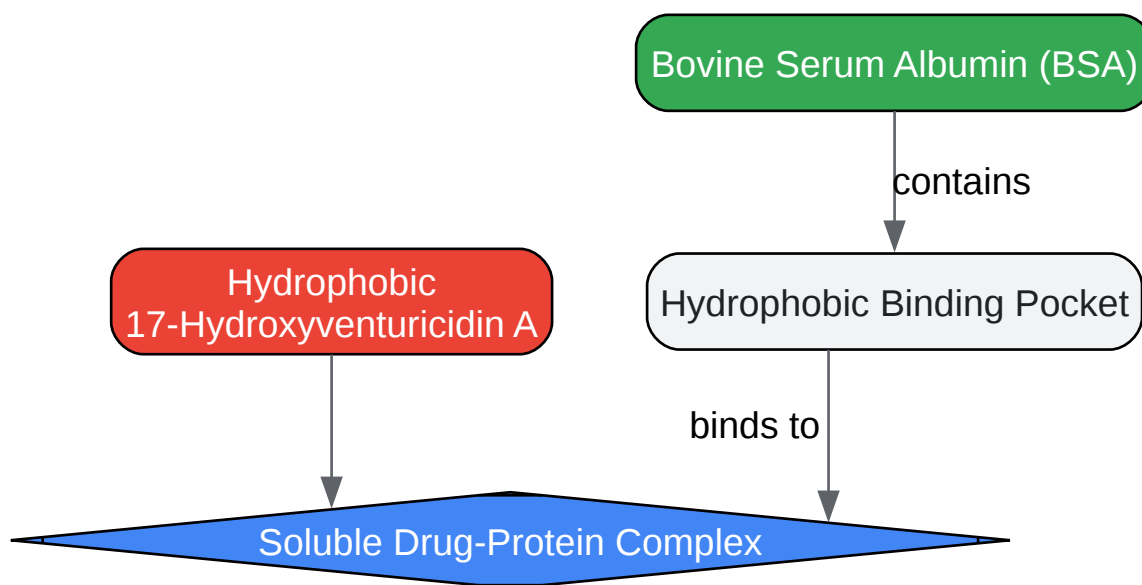 Bovine Serum Albumin (BSA)
contains
Hydrophobic
17-Hydroxyventuricidin A
Hydrophobic Binding Pocket
binds to
Soluble Drug-Protein Complex